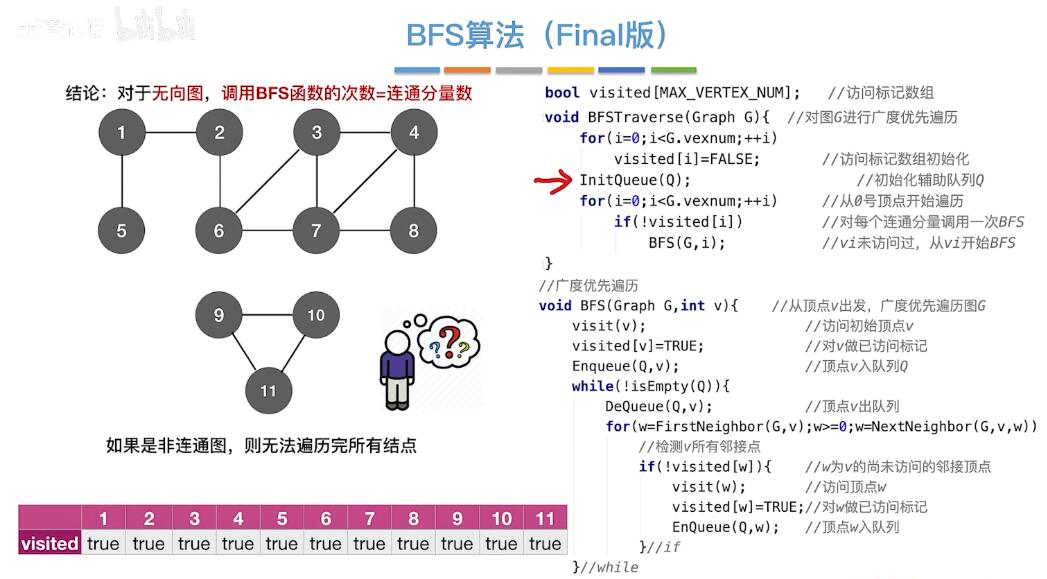 王道论坛 bilibili
BFS算法（Final版）
结论：对于无向图，调用BFS函数的次数=连通分量数
1
2
3
4
5
6
7
8
9
10
11
如果是非连通图，则无法遍历完所有结点
1 2 3 4 5 6 7 8 9 10 11
visited true true true true true true true true true true true
bool visited[MAX_VERTEX_NUM]; //访问标记数组
void BFSTraverse(Graph G){ //对图G进行广度优先遍历
for(i=0;i<G.vexnum;++i)
visited[i]=FALSE; //访问标记数组初始化
InitQueue(Q); //初始化辅助队列Q
for(i=0;i<G.vexnum;++i) //从0号顶点开始遍历
if(!visited[i]) //对每个连通分量调用一次BFS
BFS(G,i); //vi未访问过，从vi开始BFS
}
//广度优先遍历
void BFS(Graph G,int v){ //从顶点v出发，广度优先遍历图G
visit(v); //访问初始顶点v
visited[v]=TRUE; //对v做已访问标记
Enqueue(Q,v); //顶点v入队列Q
while(!isEmpty(Q)){
DeQueue(Q,v); //顶点v出队列
for(w=FirstNeighbor(G,v);w>=0;w=NextNeighbor(G,v,w))
//检测v所有邻接点
if(!visited[w]){ //w为v的尚未访问的邻接顶点
visit(w); //访问顶点w
visited[w]=TRUE;//对w做已访问标记
EnQueue(Q,w); //顶点w入队列
}//if
}//while